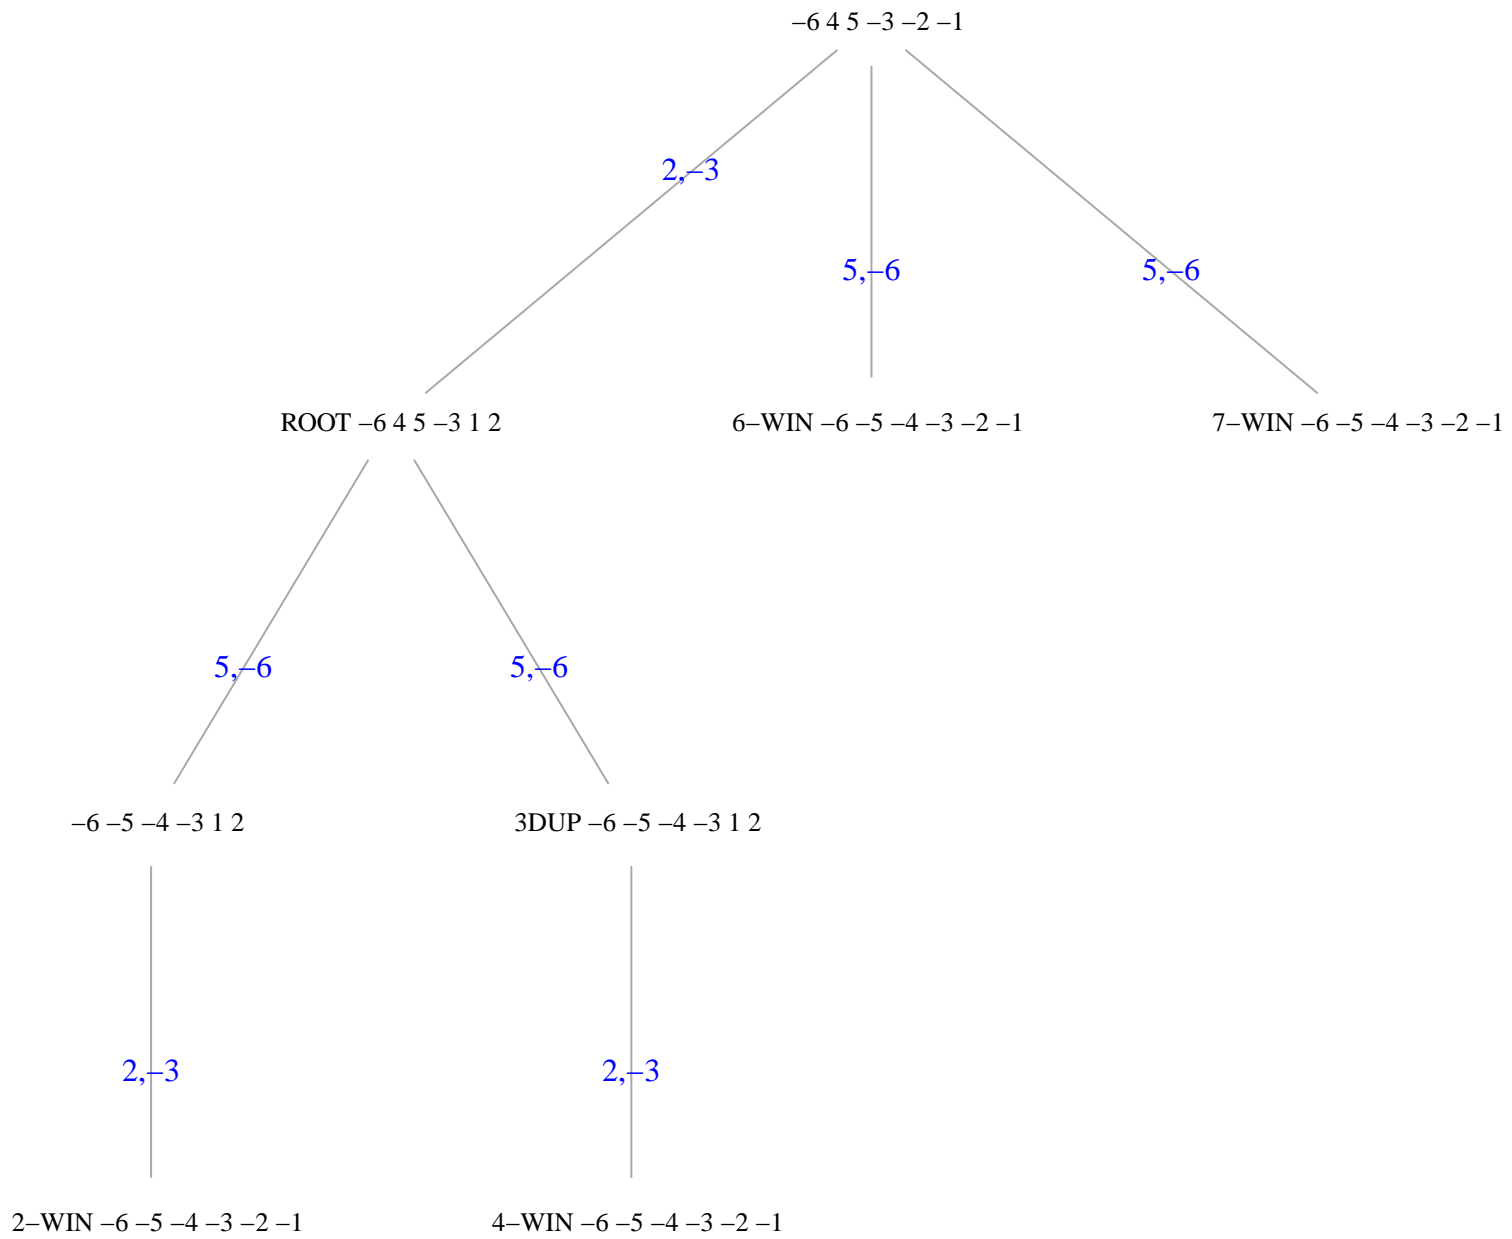 –6 4 5 –3 –2 –1
2,–3
5,–6
5,–6
ROOT –6 4 5 –3 1 2
6–WIN –6 –5 –4 –3 –2 –1
7–WIN –6 –5 –4 –3 –2 –1
5,–6
5,–6
–6 –5 –4 –3 1 2
3DUP –6 –5 –4 –3 1 2
2,–3
2,–3
2–WIN –6 –5 –4 –3 –2 –1
4–WIN –6 –5 –4 –3 –2 –1